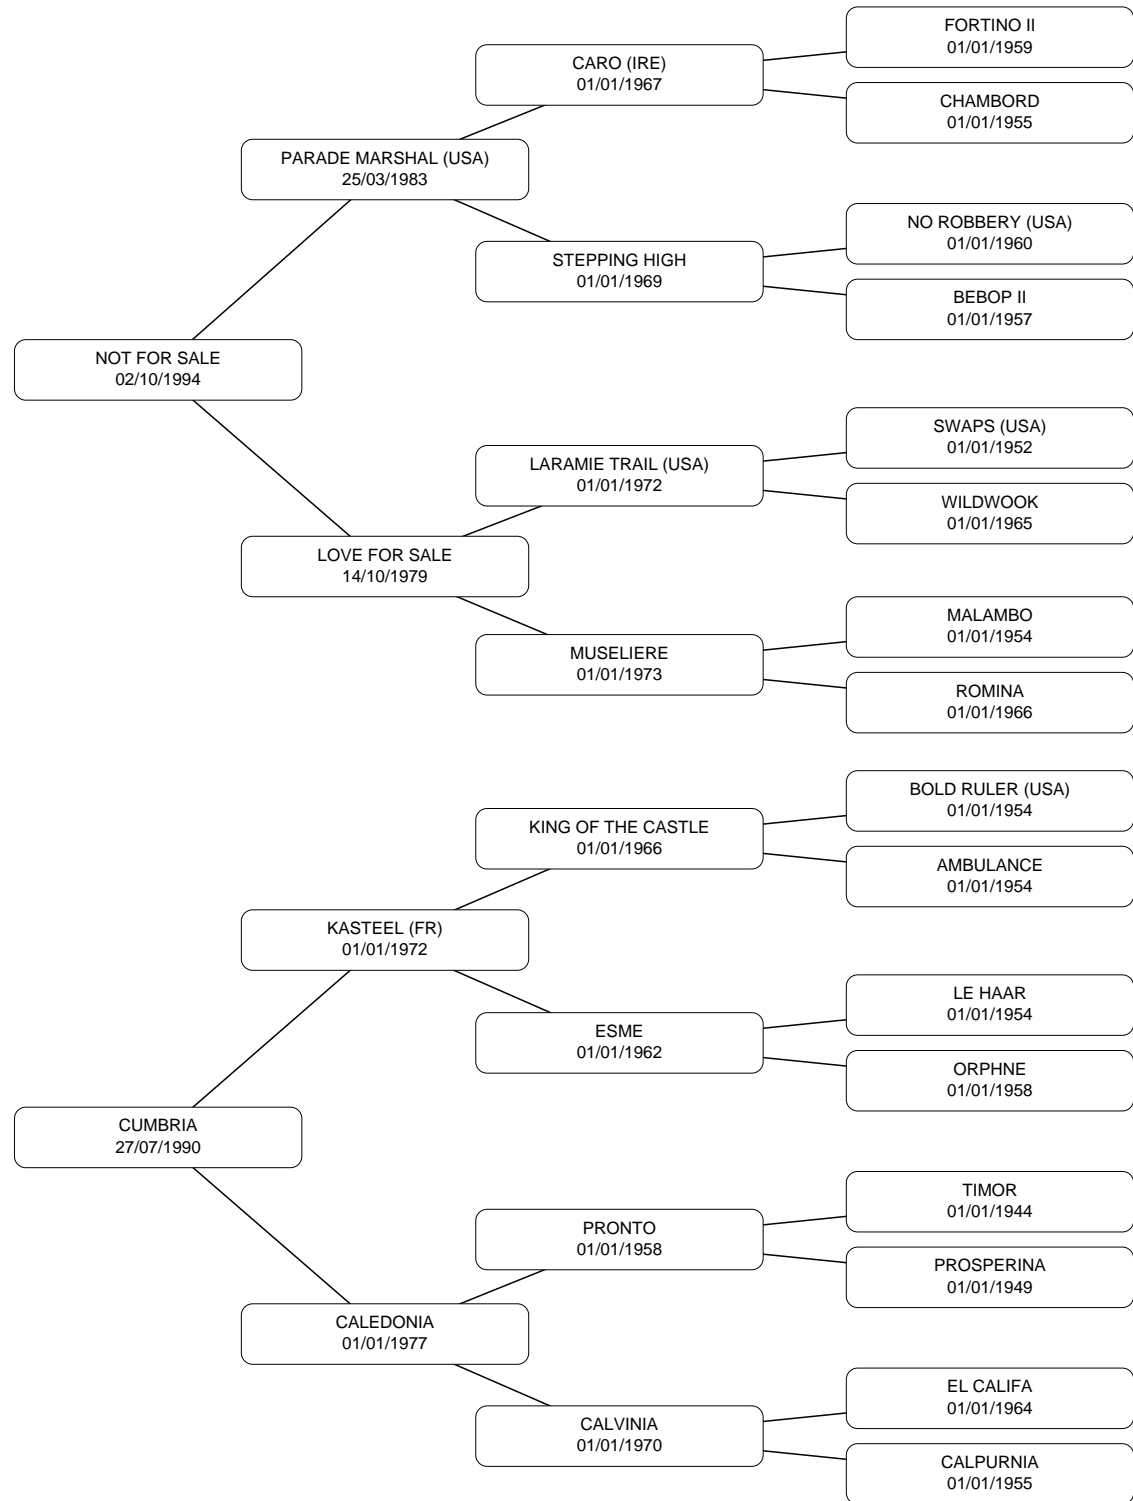 FORTINO II
01/01/1959
CARO (IRE)
01/01/1967
CHAMBORD
01/01/1955
PARADE MARSHAL (USA)
25/03/1983
NO ROBBERY (USA)
01/01/1960
STEPPING HIGH
01/01/1969
BEBOP II
01/01/1957
NOT FOR SALE
02/10/1994
SWAPS (USA)
01/01/1952
LARAMIE TRAIL (USA)
01/01/1972
WILDWOOK
01/01/1965
LOVE FOR SALE
14/10/1979
MALAMBO
01/01/1954
MUSELIERE
01/01/1973
ROMINA
01/01/1966
BOLD RULER (USA)
01/01/1954
KING OF THE CASTLE
01/01/1966
AMBULANCE
01/01/1954
KASTEEL (FR)
01/01/1972
LE HAAR
01/01/1954
ESME
01/01/1962
ORPHNE
01/01/1958
CUMBRIA
27/07/1990
TIMOR
01/01/1944
PRONTO
01/01/1958
PROSPERINA
01/01/1949
CALEDONIA
01/01/1977
EL CALIFA
01/01/1964
CALVINIA
01/01/1970
CALPURNIA
01/01/1955